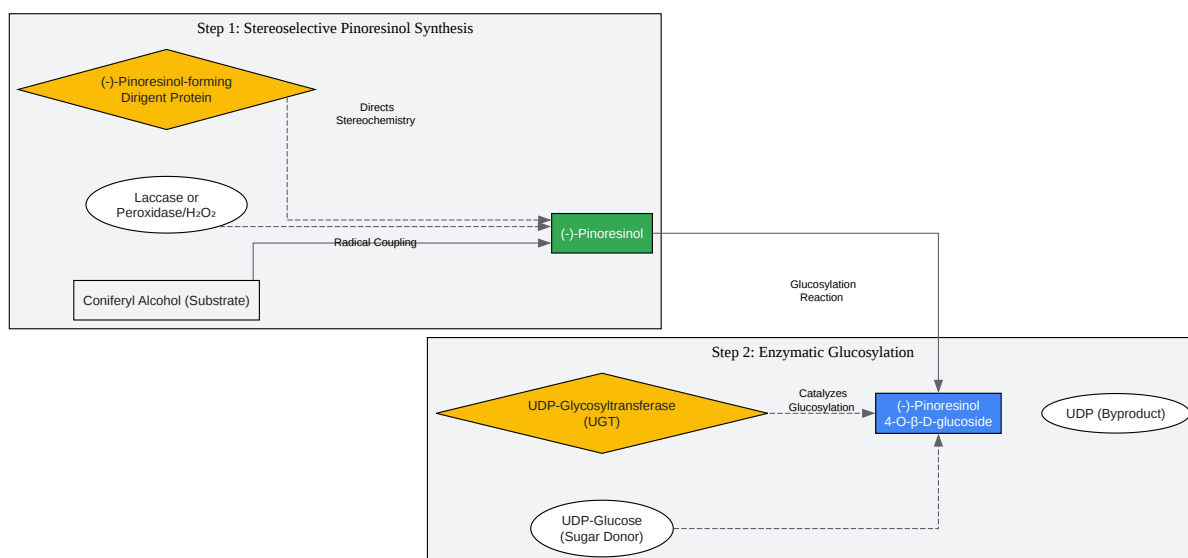 Step 1: Stereoselective Pinoresinol Synthesis
(-)-Pinoresinol-forming
Dirigent Protein
Directs
Stereochemistry
Laccase or
Peroxidase/H₂O₂
(-)-Pinoresinol
Radical Coupling
Coniferyl Alcohol (Substrate)
Glucosylation
Reaction
Step 2: Enzymatic Glucosylation
UDP-Glycosyltransferase
(UGT)
Catalyzes
Glucosylation
(-)-Pinoresinol
4-O-β-D-glucoside
UDP (Byproduct)
UDP-Glucose
(Sugar Donor)